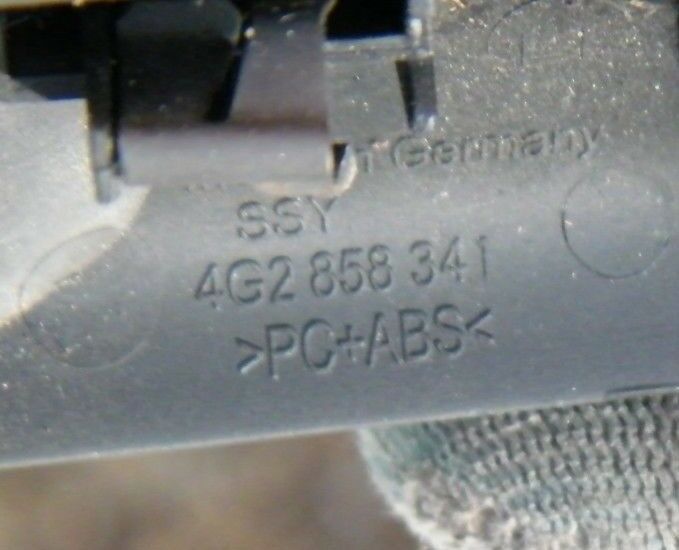 Germany
SSY
4G2 858 341
>PC+ABS<